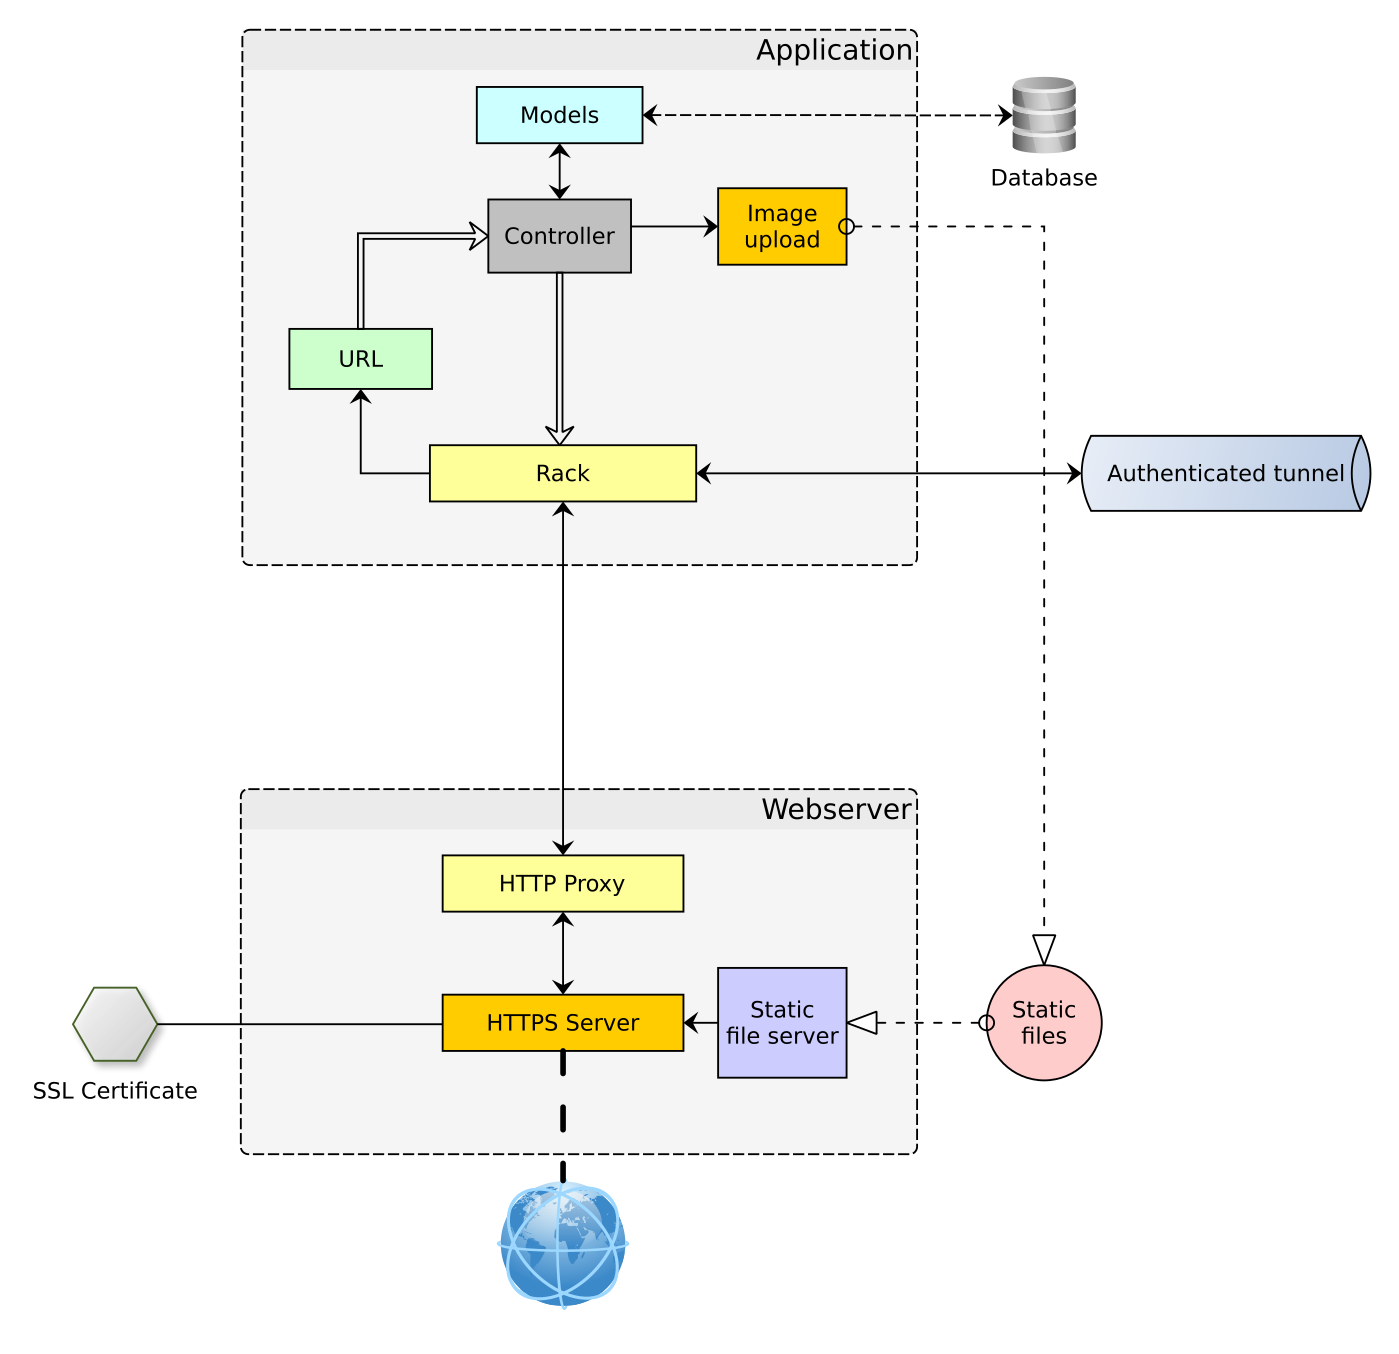 Application
Models
Database
Image
upload
Controller
URL
Rack
Authenticated tunnel
Webserver
HTTP Proxy
HTTPS Server
Static
file server
Static
files
SSL Certificate